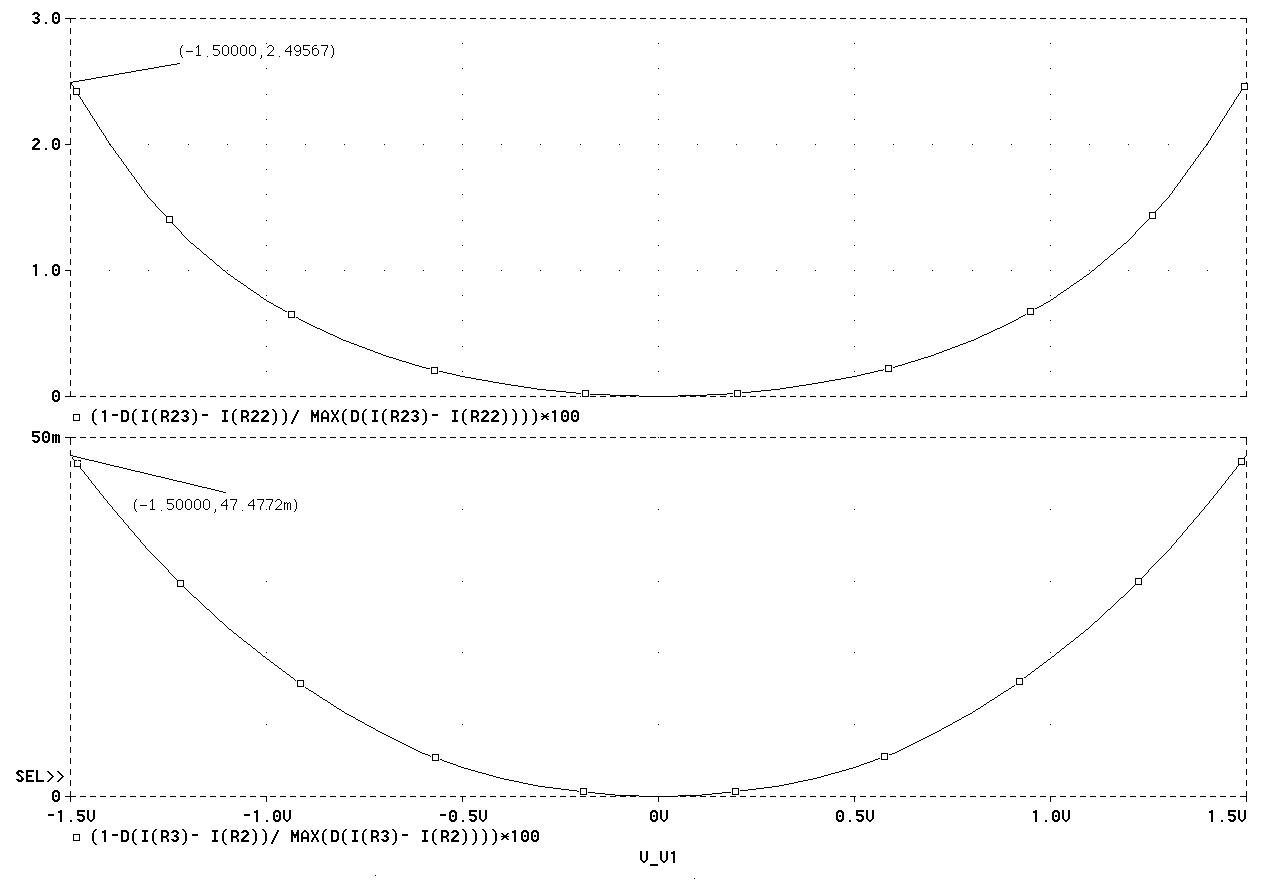 3.0
(-1.50000,2.49567)
2.0
1.0
0
(1-D(I(R23)- I(R22))/ MAX(D(I(R23)- I(R22))))*100
50m
(-1.50000,47.4772m)
SEL>>
0
-1.5V -1.0V -0.5V 0V 0.5V 1.0V 1.5V
(1-D(I(R3)- I(R2))/ MAX(D(I(R3)- I(R2))))*100
V_V1